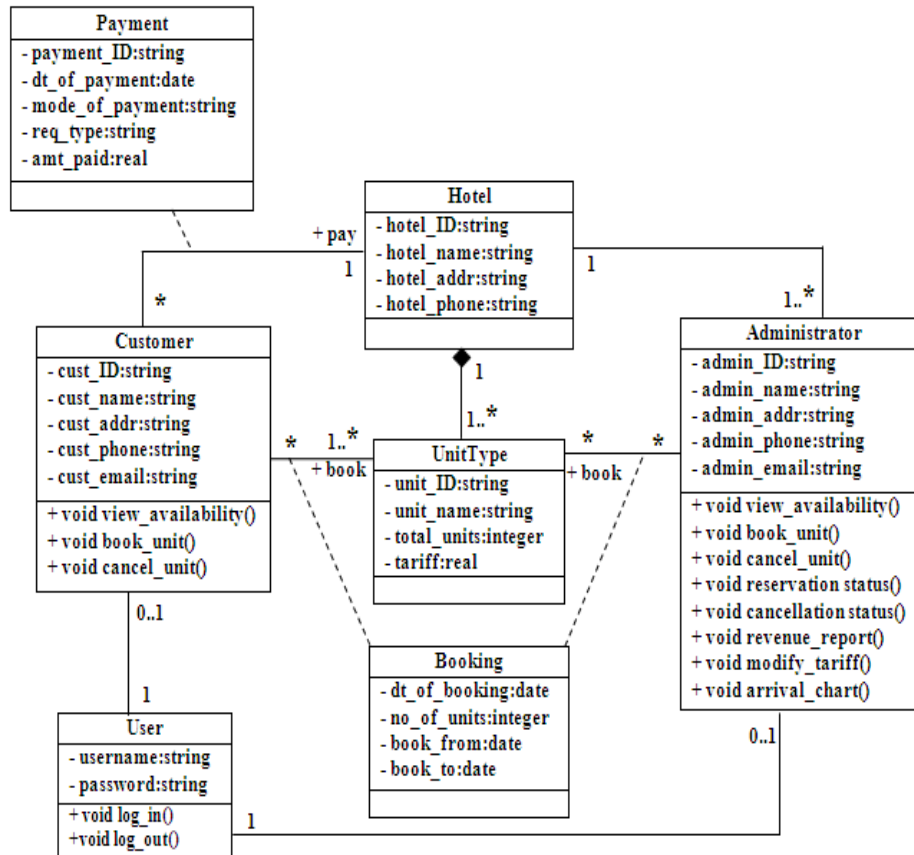 Payment
- payment_ID:string
- dt_of_payment:date
- mode_of_payment:string
- req_type:string
- amt_paid:real
Hotel
- hotel_ID:string
- hotel_name:string
- hotel_addr:string
- hotel_phone:string
+ pay
1
*
1
1..*
Customer
- cust_ID:string
- cust_name:string
- cust_addr:string
- cust_phone:string
- cust_email:string
+ void view_availability()
+ void book_unit()
+ void cancel_unit()
1
1..*
* 1..*
+ book
UnitType
- unit_ID:string
- unit_name:string
- total_units:integer
- tariff:real
* *
+ book
Administrator
- admin_ID:string
- admin_name:string
- admin_addr:string
- admin_phone:string
- admin_email:string
+ void view_availability()
+ void book_unit()
+ void cancel_unit()
+ void reservation status()
+ void cancellation status()
+ void revenue_report()
+ void modify_tariff()
+ void arrival_chart()
0..1
1
Booking
- dt_of_booking:date
- no_of_units:integer
- book_from:date
- book_to:date
User
- username:string
- password:string
+ void log_in()
+void log_out()
1
0..1